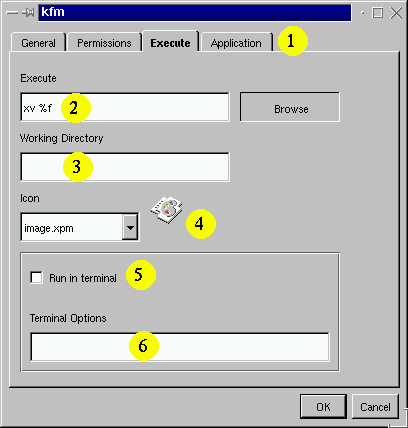 kfm
General Permissions Execute Application 1
Execute
xv %f 2 Browse
Working Directory
3
Icon
image.xpm 4
Run in terminal 5
Terminal Options
6
OK Cancel